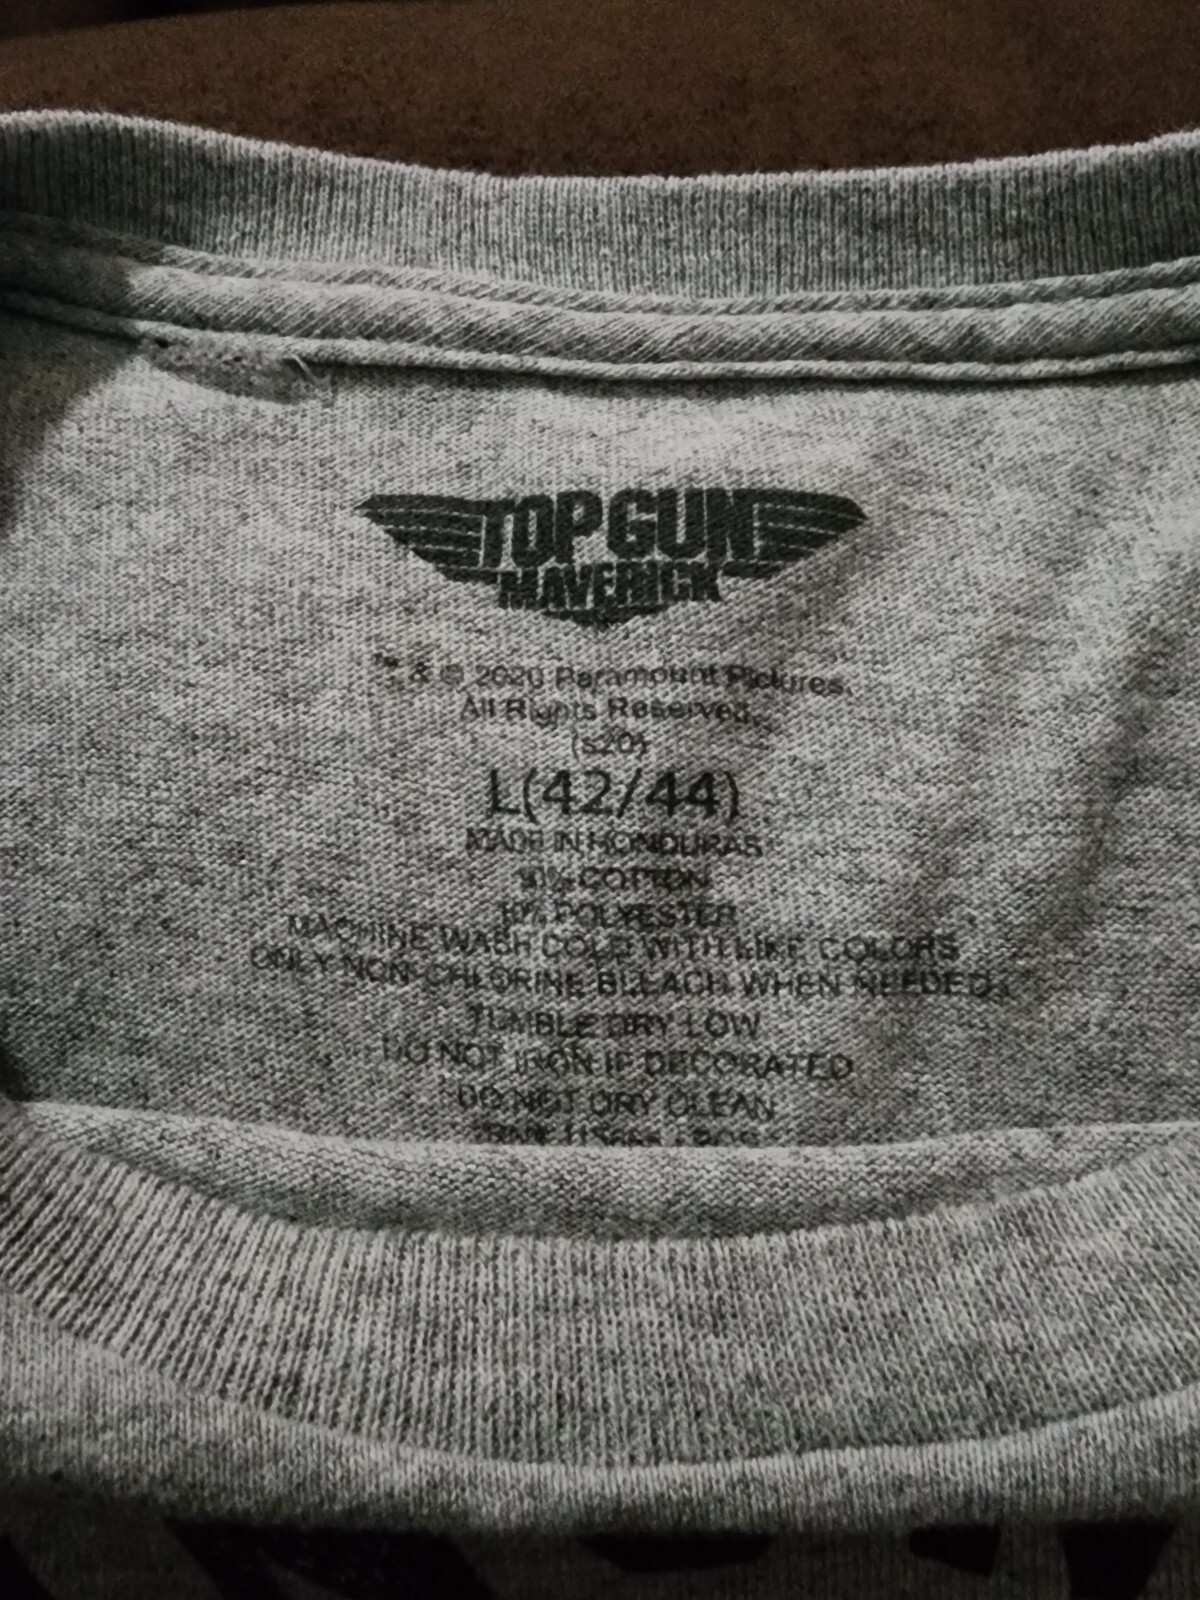 TOP GUN
MAVERICK
™ & © 2020 Paramount Pictures.
All Rights Reserved.
(s20)
L(42/44)
MADE IN HONDURAS
90% COTTON
10% POLYESTER
MACHINE WASH COLD WITH LIKE COLORS
ONLY NON-CHLORINE BLEACH WHEN NEEDED
TUMBLE DRY LOW
DO NOT IRON IF DECORATED
DO NOT DRY CLEAN